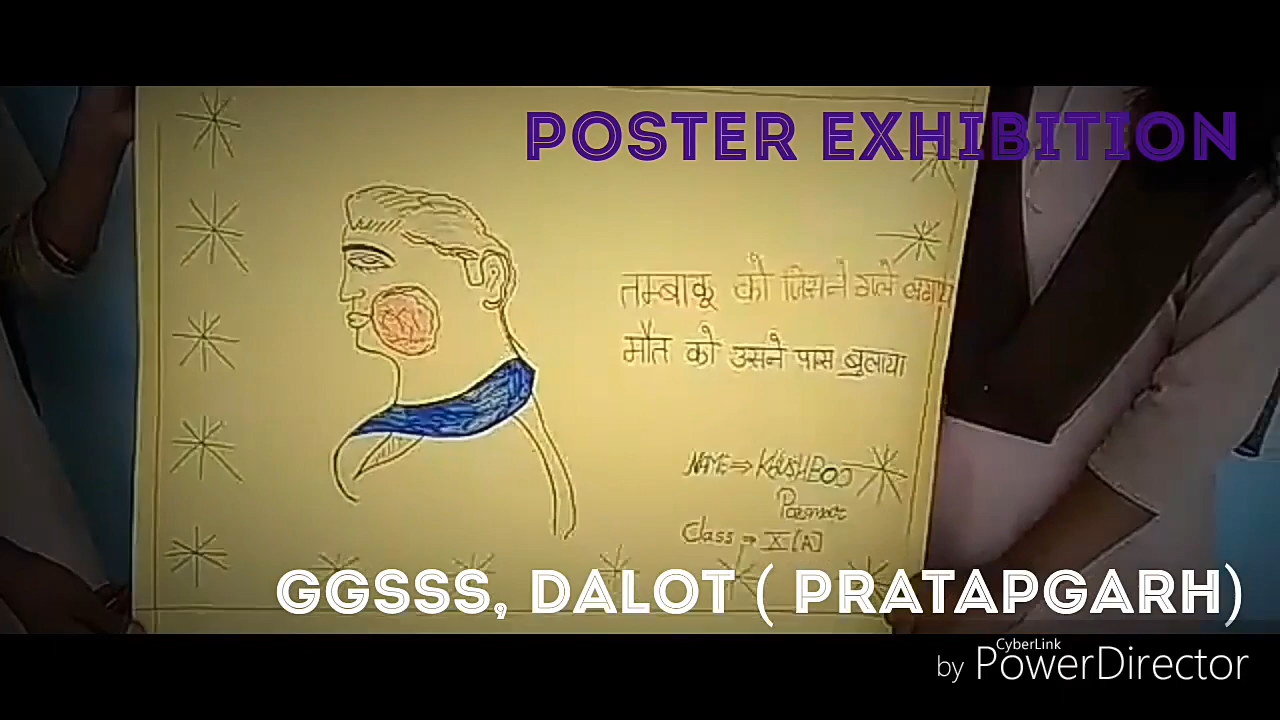 POSTER EXHIBITION
तम्बाकू को जिसने गले लगाया
मौत को उसने पास बुलाया
NAME ⇒ KHUSHBOO
Parmar
Class ⇒ X [A]
GGSSS, DALOT ( PRATAPGARH)
CyberLink
by PowerDirector